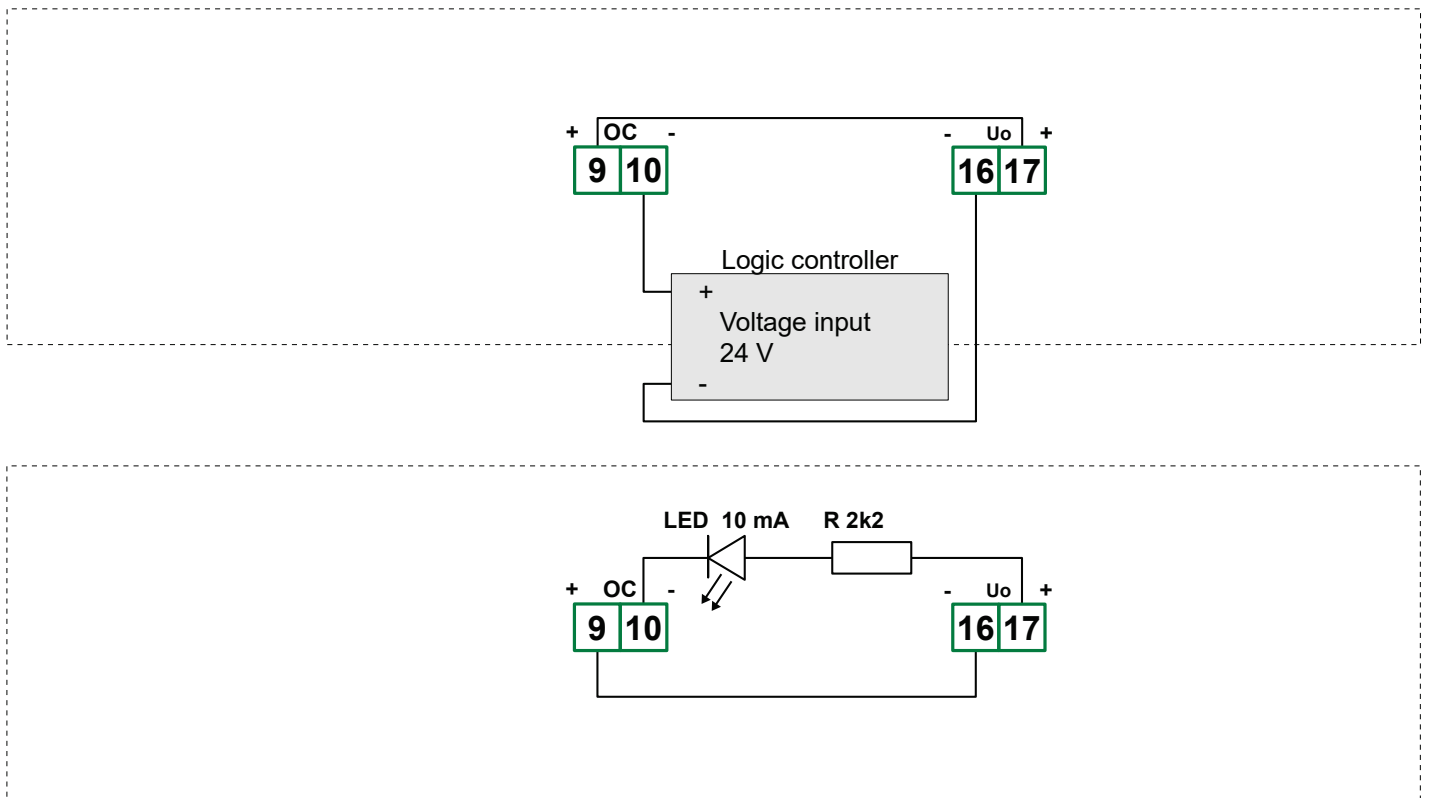 + OC - - Uo +
9 10 16 17
Logic controller
+
Voltage input
24 V
-
LED 10 mA R 2k2
+ OC - - Uo +
9 10 16 17